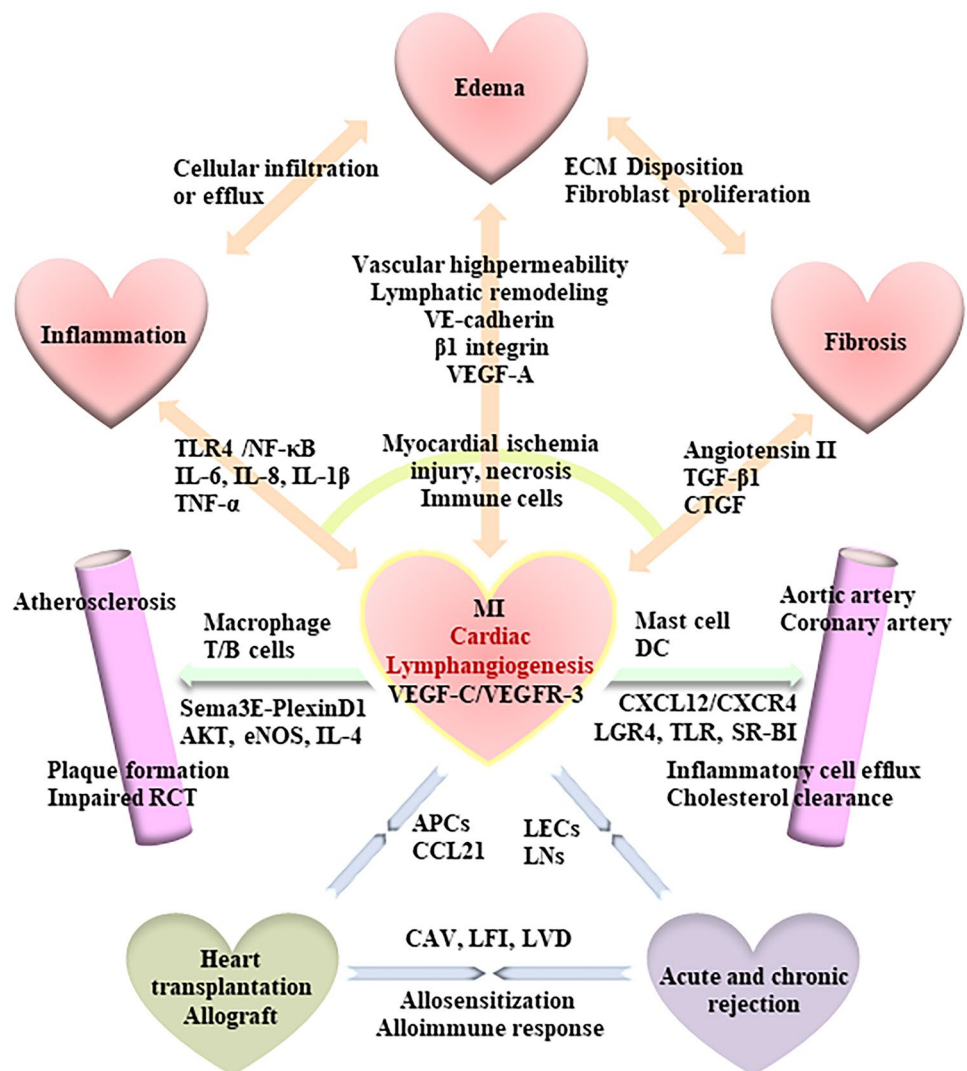 Edema
Cellular infiltration
or efflux
ECM Disposition
Fibroblast proliferation
Inflammation
Vascular highpermeability
Lymphatic remodeling
VE-cadherin
β1 integrin
VEGF-A
Fibrosis
TLR4 /NF-κB
IL-6, IL-8, IL-1β
TNF-α
Myocardial ischemia
injury, necrosis
Immune cells
Angiotensin II
TGF-β1
CTGF
Atherosclerosis
Macrophage
T/B cells
Sema3E-PlexinD1
AKT, eNOS, IL-4
Plaque formation
Impaired RCT
MI
Cardiac
Lymphangiogenesis
VEGF-C/VEGFR-3
Mast cell
DC
CXCL12/CXCR4
LGR4, TLR, SR-BI
Aortic artery
Coronary artery
Inflammatory cell efflux
Cholesterol clearance
APCs
CCL21
LECs
LNs
Heart
transplantation
Allograft
CAV, LFI, LVD
Allosensitization
Alloimmune response
Acute and chronic
rejection